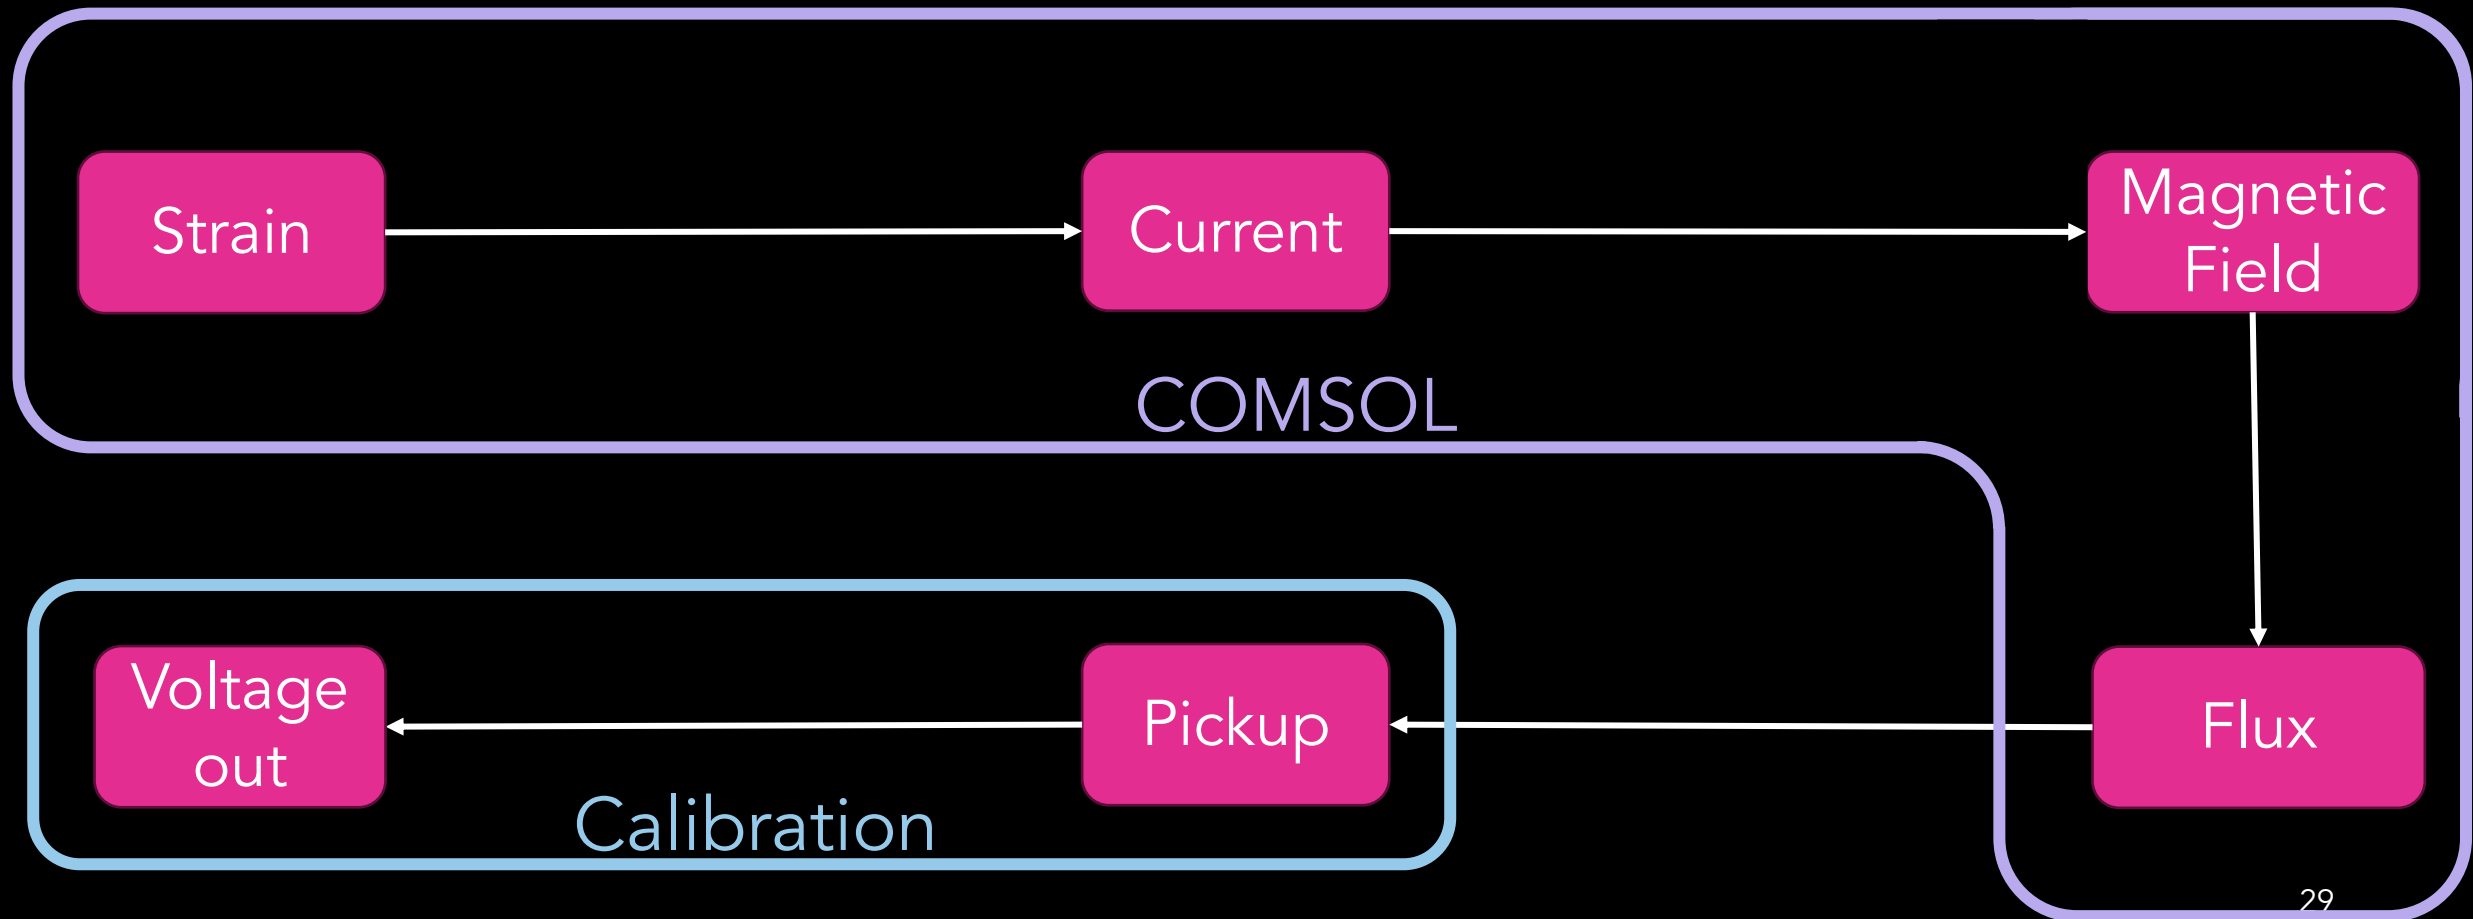 Strain
Current
Magnetic
Field
COMSOL
Voltage
out
Pickup
Flux
Calibration
29